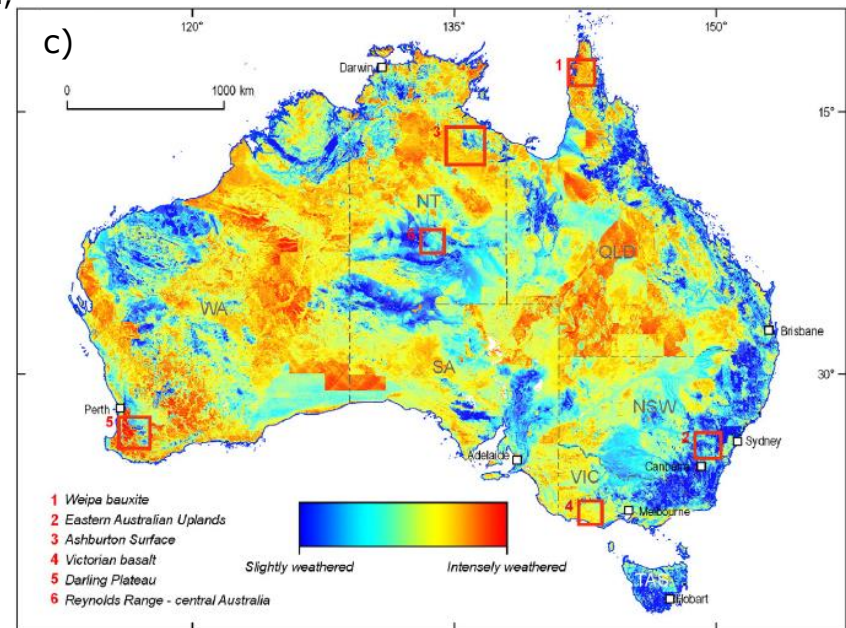 c)
120° 135° 150°
Darwin
0 1000 km
1
3
15°
NT
6
QLD
WA
Brisbane
SA
30°
Perth
5
NSW
2
Sydney
Adelaide
Canberra
VIC
4
Melbourne
1 Weipa bauxite
2 Eastern Australian Uplands
3 Ashburton Surface
4 Victorian basalt
5 Darling Plateau
6 Reynolds Range - central Australia
Slightly weathered Intensely weathered
TAS
Hobart